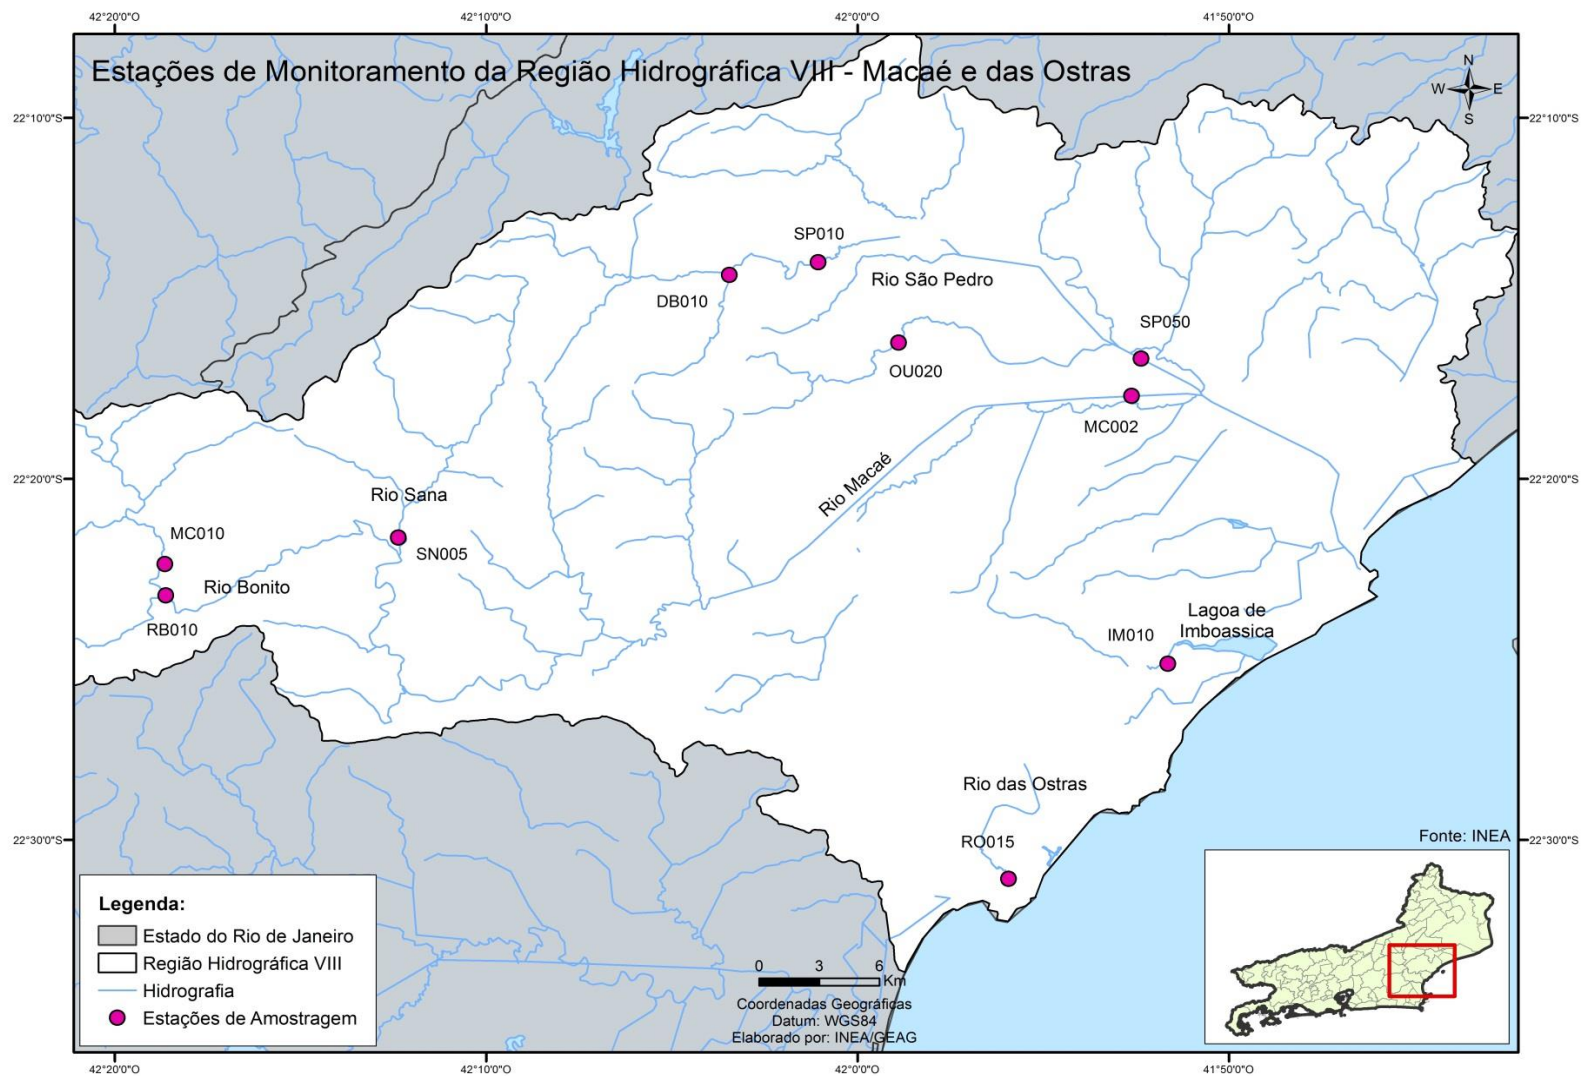 42°20'0"O 42°10'0"O 42°0'0"O 41°50'0"O
Estações de Monitoramento da Região Hidrográfica VIII - Macaé e das Ostras
N
W E
S
22°10'0"S 22°10'0"S
SP010
Rio São Pedro
DB010
SP050
OU020
MC002
Rio Macaé
22°20'0"S 22°20'0"S
Rio Sana
MC010
SN005
Rio Bonito
RB010
Lagoa de
Imboassica
IM010
Rio das Ostras
RO015
22°30'0"S 22°30'0"S
Fonte: INEA
Legenda:
Estado do Rio de Janeiro
Região Hidrográfica VIII
Hidrografia
Estações de Amostragem
0 3 6
Km
Coordenadas Geográficas
Datum: WGS84
Elaborado por: INEA/GEAG
42°20'0"O 42°10'0"O 42°0'0"O 41°50'0"O